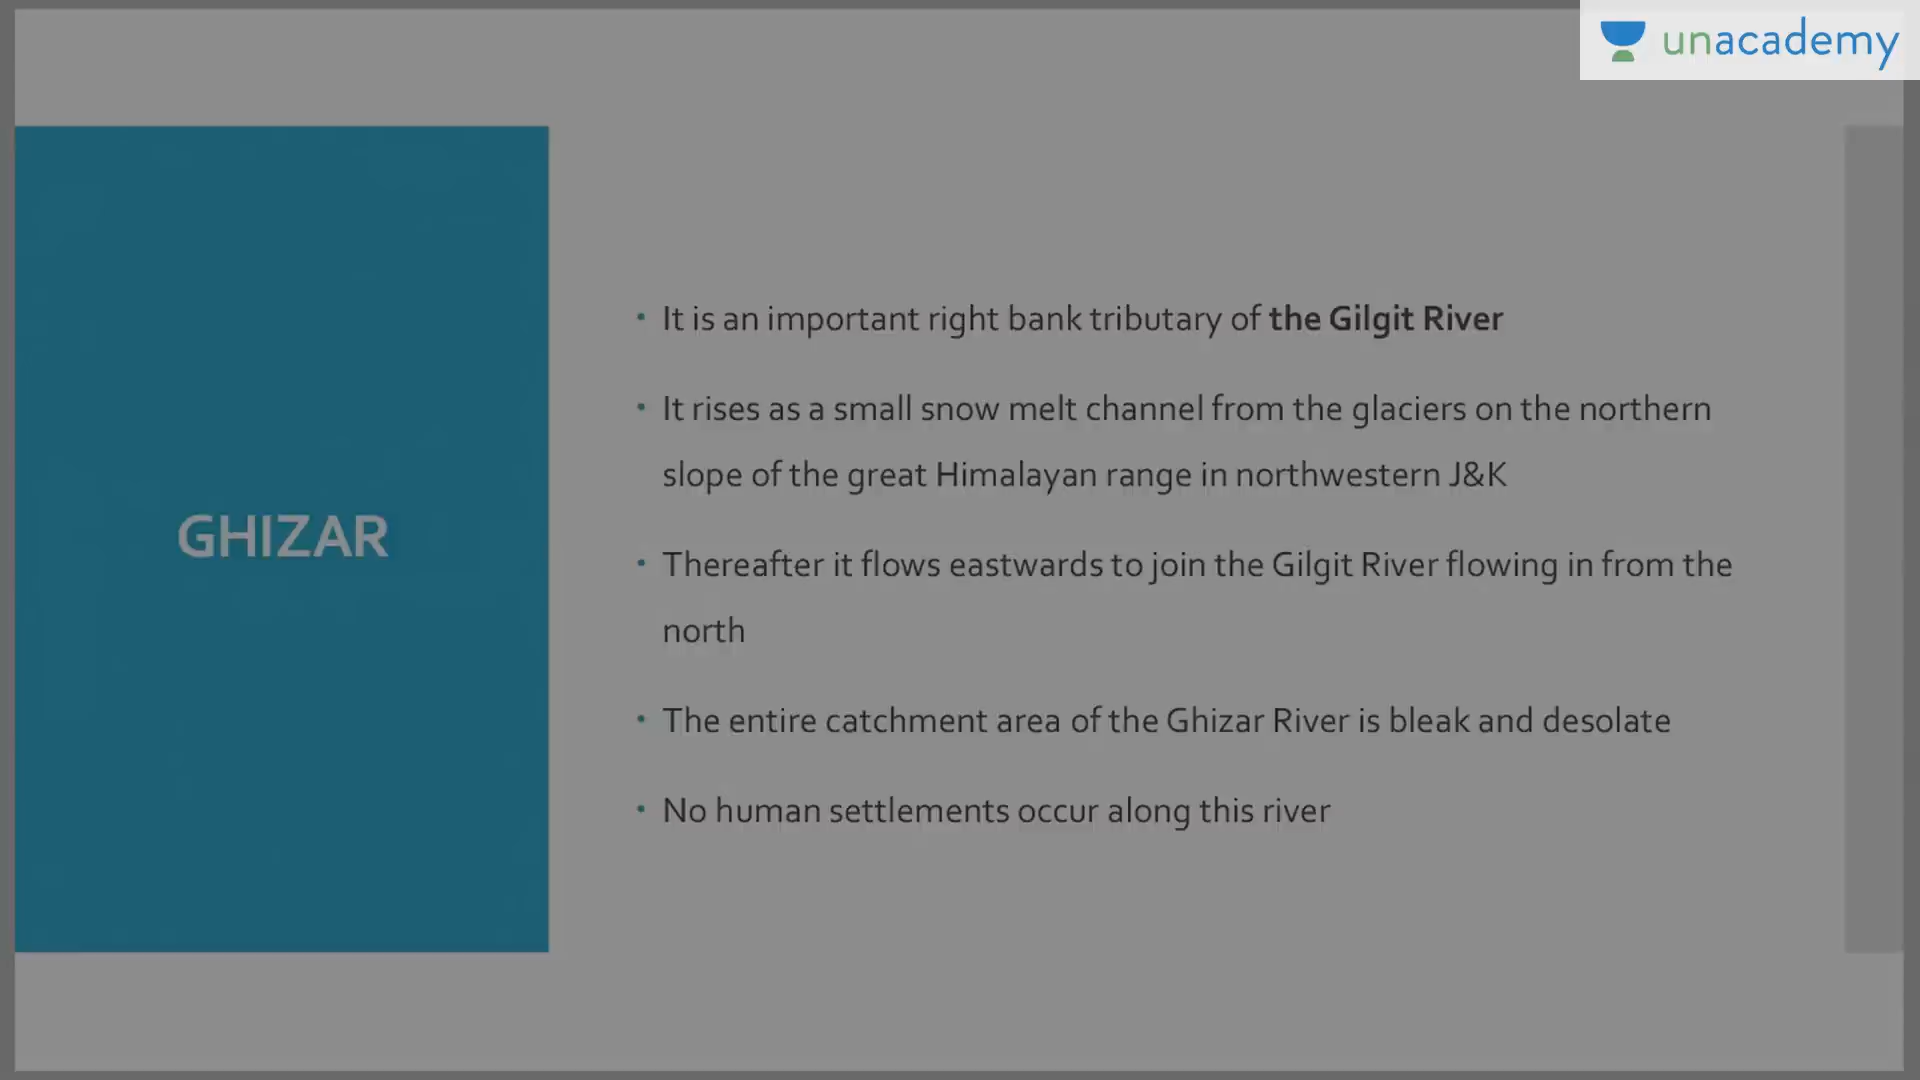 unacademy
GHIZAR
• It is an important right bank tributary of the Gilgit River
• It rises as a small snow melt channel from the glaciers on the northern
slope of the great Himalayan range in northwestern J&K
• Thereafter it flows eastwards to join the Gilgit River flowing in from the
north
• The entire catchment area of the Ghizar River is bleak and desolate
• No human settlements occur along this river